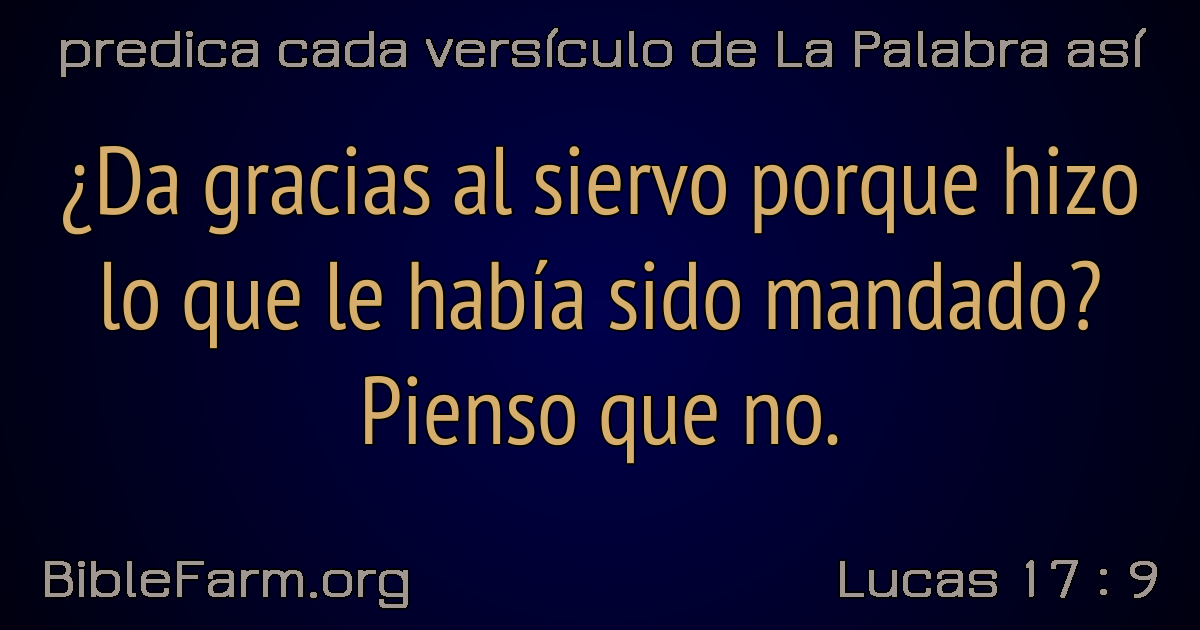 predica cada versículo de La Palabra así
¿Da gracias al siervo porque hizo
lo que le había sido mandado?
Pienso que no.
BibleFarm.org
Lucas 17 : 9